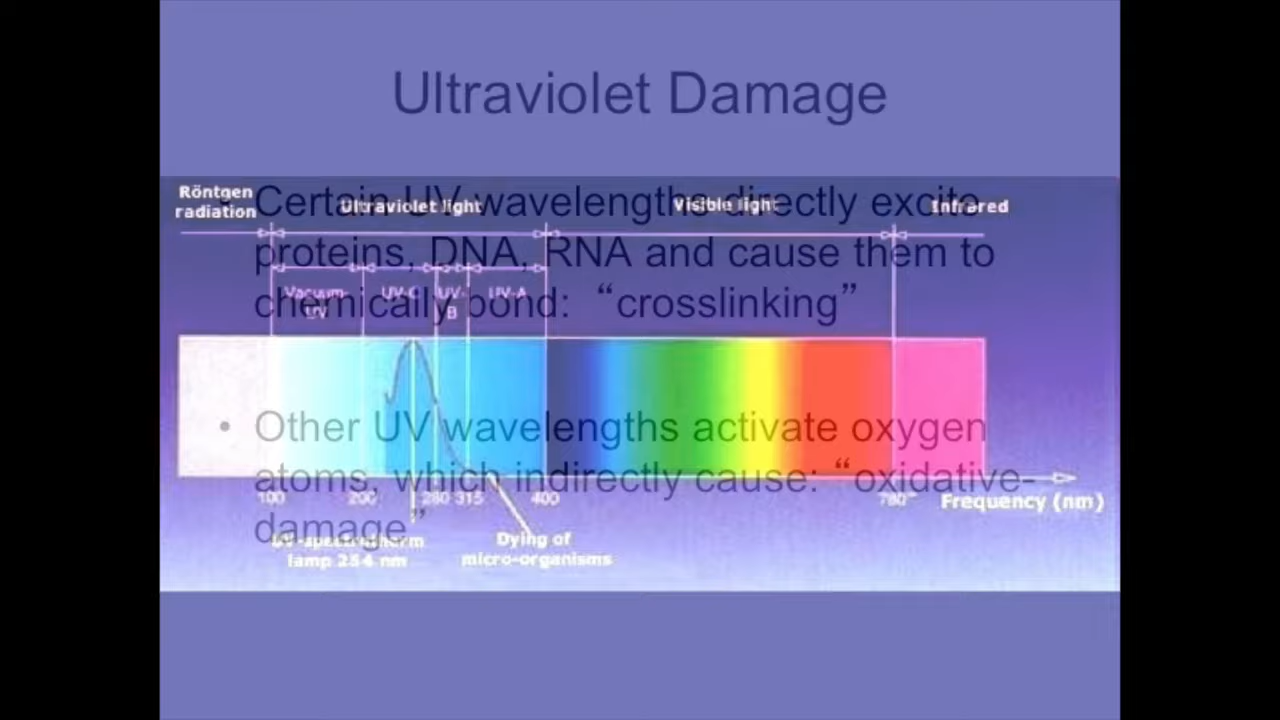 Ultraviolet Damage
• Certain UV wavelengths directly excite
proteins, DNA, RNA and cause them to
chemically bond: “crosslinking”
• Other UV wavelengths activate oxygen
atoms, which indirectly cause: “oxidative-
damage”
Röntgen
radiation
Ultraviolet light
Visible light
Infrared
Vacuum-
UV
UV-C
UV-
B
UV-A
100 200 280 315 400 780
Frequency (nm)
lamp 254 nm
Dying of
micro-organisms